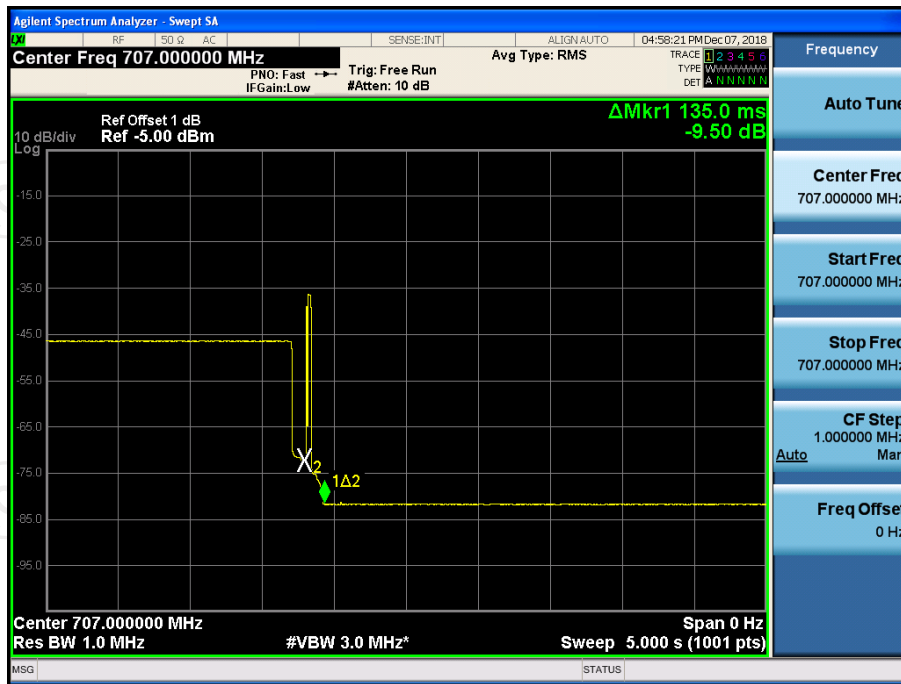 Agilent Spectrum Analyzer - Swept SA
LXI RF 50 Ω AC SENSE:INT ALIGN AUTO 04:58:21 PM Dec 07, 2018
Center Freq 707.000000 MHz
PNO: Fast
IFGain:Low
Trig: Free Run
#Atten: 10 dB
Avg Type: RMS
TRACE 1 2 3 4 5 6
TYPE WWWWWW
DET A N N N N N
Frequency
Auto Tune
Center Freq
707.000000 MHz
Start Freq
707.000000 MHz
Stop Freq
707.000000 MHz
CF Step
1.000000 MHz
Auto Man
Freq Offset
0 Hz
ΔMkr1 135.0 ms
-9.50 dB
Ref Offset 1 dB
10 dB/div Ref -5.00 dBm
Log
-15.0
-25.0
-35.0
-45.0
-55.0
-65.0
-75.0
-85.0
-95.0
X2
1Δ2
Center 707.000000 MHz Span 0 Hz
Res BW 1.0 MHz #VBW 3.0 MHz* Sweep 5.000 s (1001 pts)
MSG STATUS